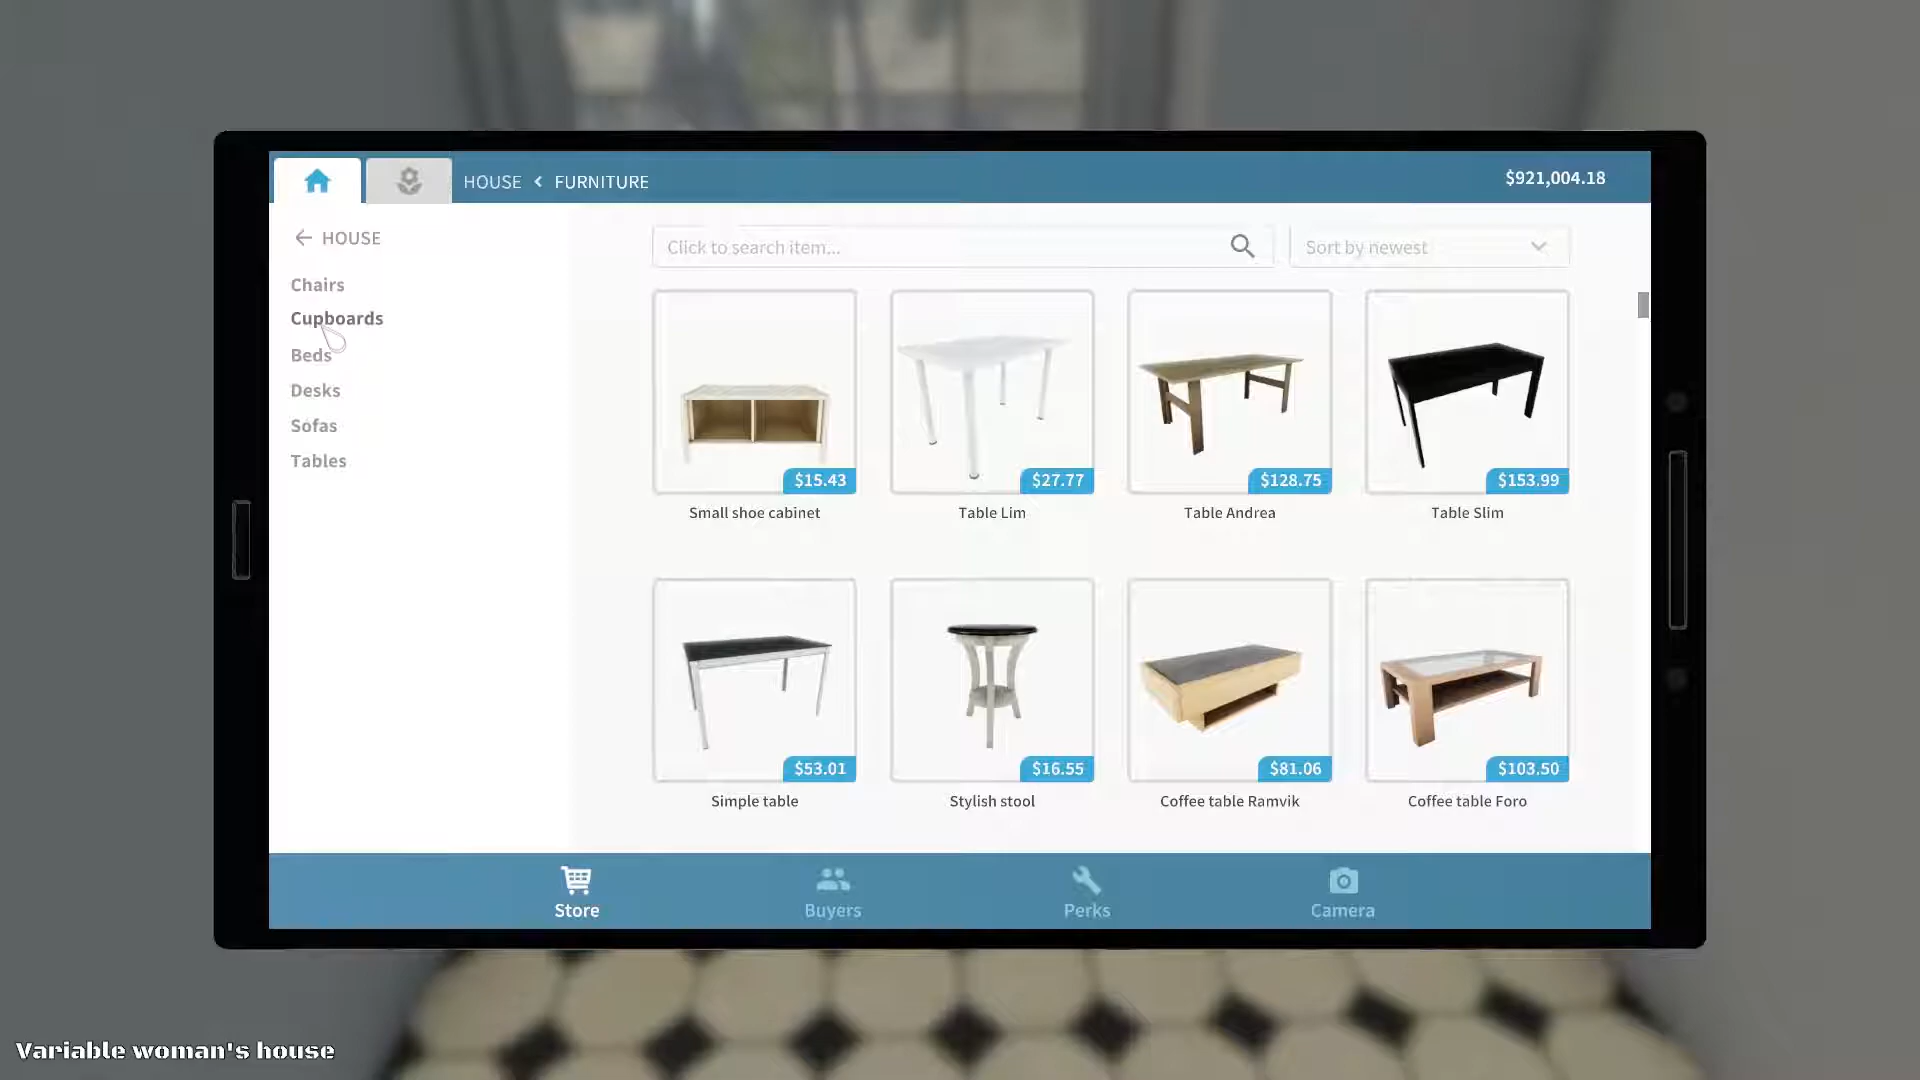 HOUSE < FURNITURE
$921,004.18
HOUSE
Click to search item...
Sort by newest
Chairs
Cupboards
Beds
Desks
Sofas
Tables
$15.43
$27.77
$128.75
$153.99
Small shoe cabinet
Table Lim
Table Andrea
Table Slim
$53.01
$16.55
$81.06
$103.50
Simple table
Stylish stool
Coffee table Ramvik
Coffee table Foro
Store
Buyers
Perks
Camera
Variable woman's house